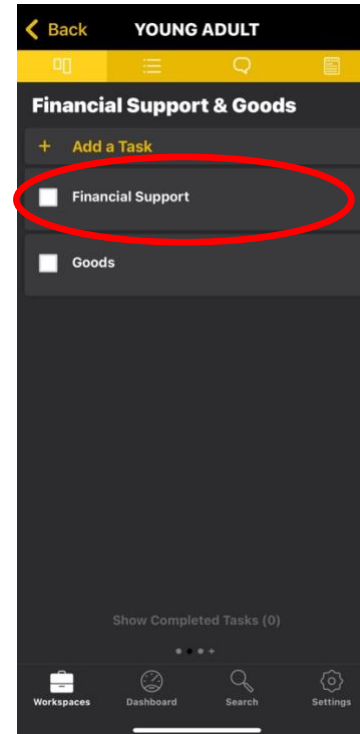 Back YOUNG ADULT
Financial Support & Goods
+ Add a Task
Financial Support
Goods
Show Completed Tasks (0)
Workspaces Dashboard Search Settings